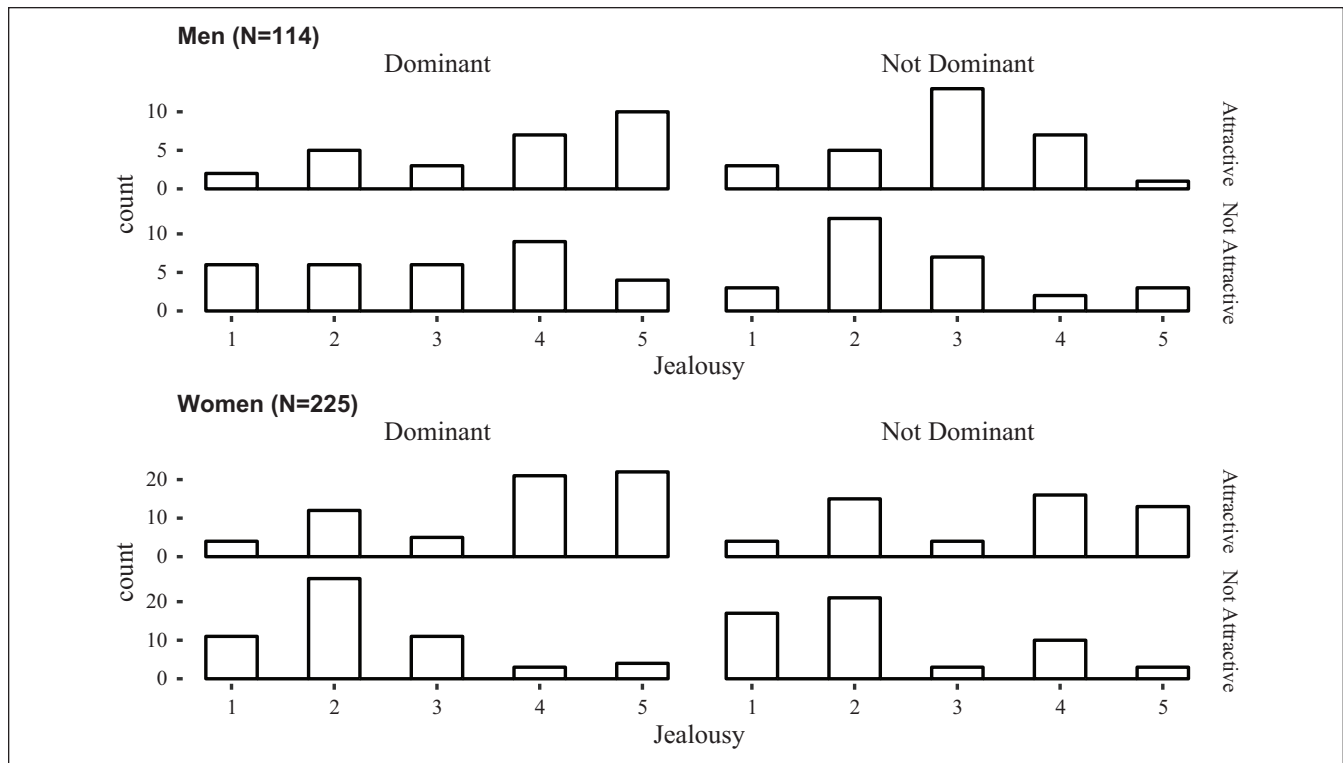 Men (N=114)
Dominant
Not Dominant
10
5
0
Attractive
count
10
5
0
Not Attractive
1 2 3 4 5
1 2 3 4 5
Jealousy
Women (N=225)
Dominant
Not Dominant
20
10
0
Attractive
count
20
10
0
Not Attractive
1 2 3 4 5
1 2 3 4 5
Jealousy